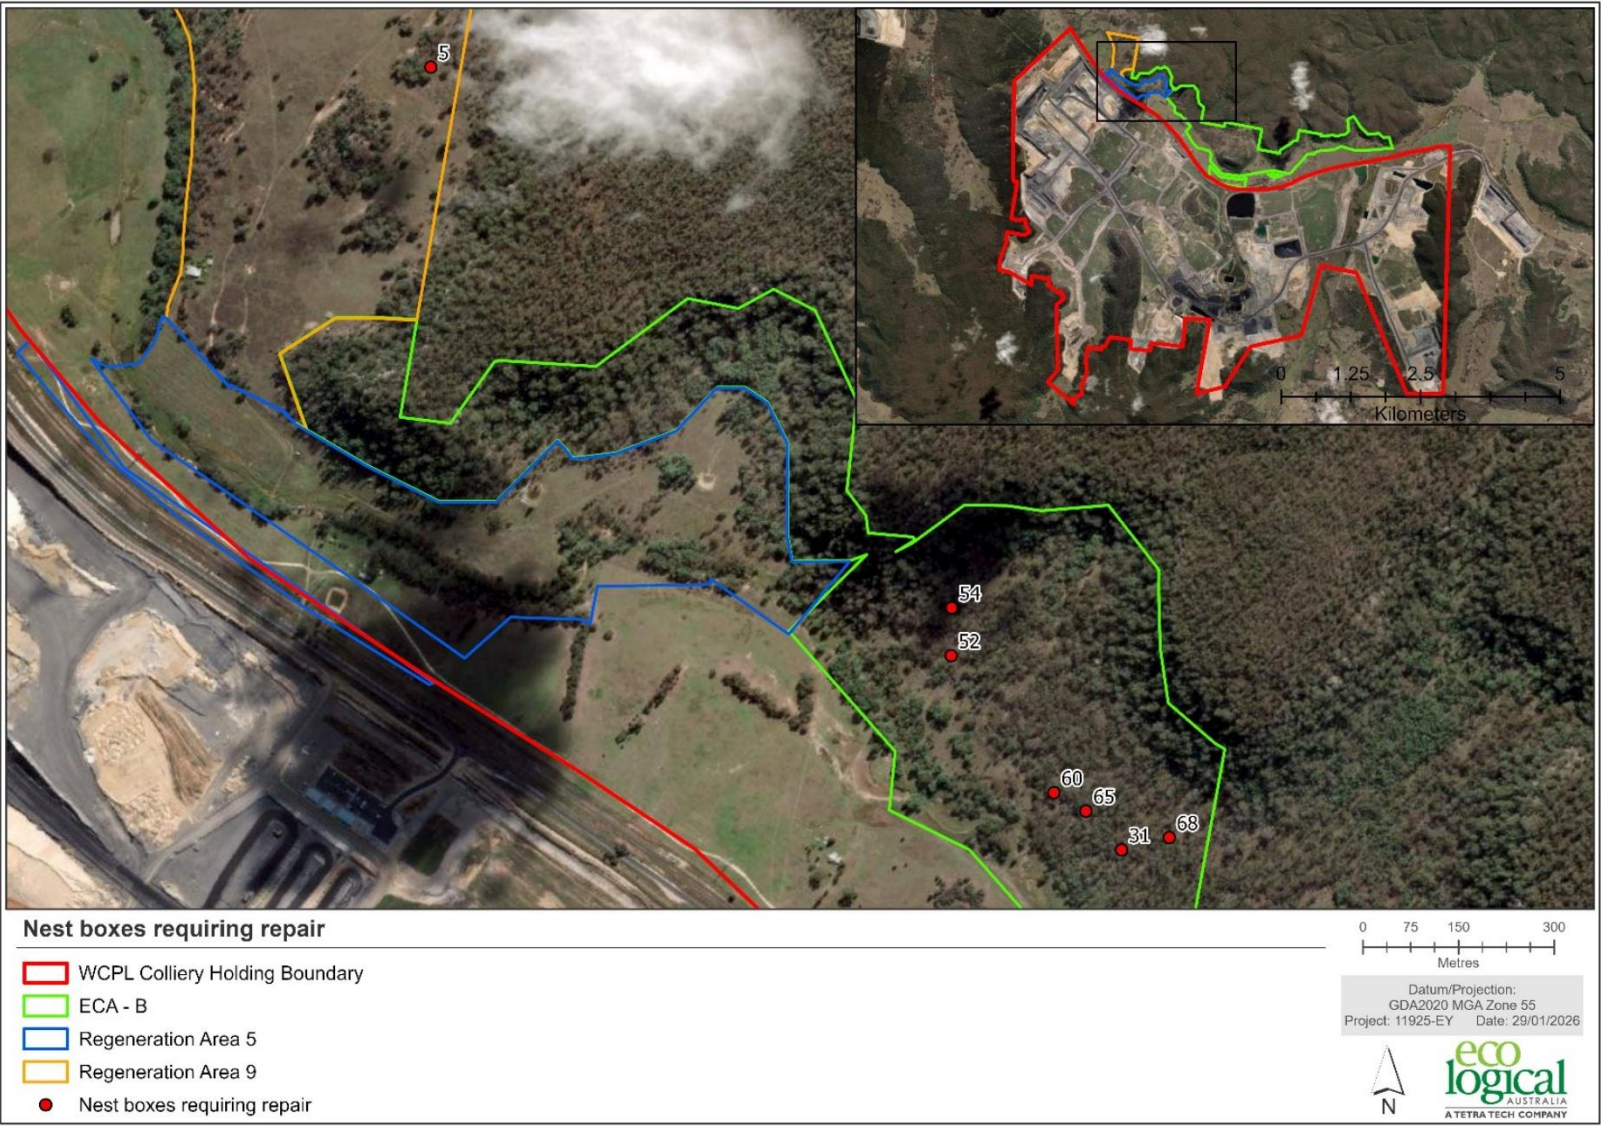 5
0 1.25 2.5 5
Kilometers
54
52
60
65
31
68
Nest boxes requiring repair
WCPL Colliery Holding Boundary
ECA - B
Regeneration Area 5
Regeneration Area 9
Nest boxes requiring repair
0 75 150 300
Metres
Datum/Projection:
GDA2020 MGA Zone 55
Project: 11925-EY Date: 29/01/2026
N
eco
logical
AUSTRALIA
A TETRA TECH COMPANY